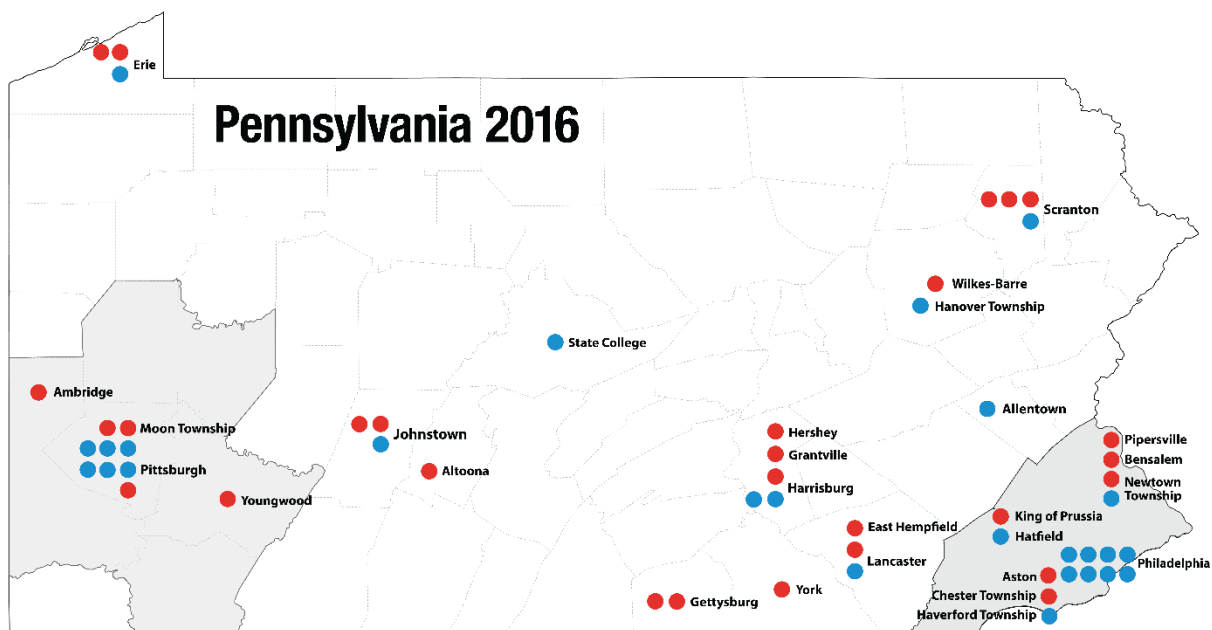 Erie
Pennsylvania 2016
Scranton
Wilkes-Barre
Hanover Township
State College
Ambridge
Allentown
Moon Township
Johnstown
Hershey
Pipersville
Grantville
Bensalem
Pittsburgh
Altoona
Newtown
Township
Harrisburg
Youngwood
King of Prussia
East Hempfield
Hatfield
Lancaster
Philadelphia
Aston
York
Chester Township
Gettysburg
Haverford Township